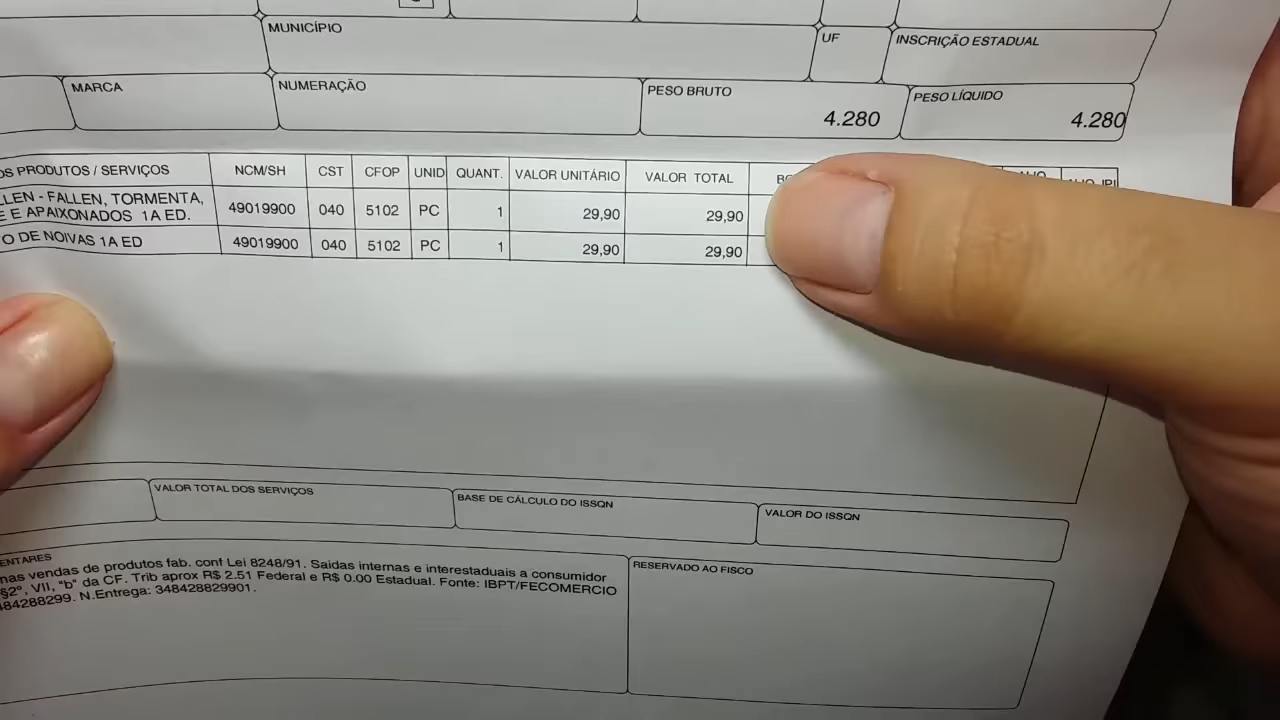 MUNICÍPIO
UF
INSCRIÇÃO ESTADUAL
MARCA
NUMERAÇÃO
PESO BRUTO
4.280
PESO LÍQUIDO
4.280
OS PRODUTOS / SERVIÇOS NCM/SH CST CFOP UNID QUANT. VALOR UNITÁRIO VALOR TOTAL
LLEN - FALLEN, TORMENTA,
E E APAIXONADOS 1A ED. 49019900 040 5102 PC 1 29,90 29,90
O DE NOIVAS 1A ED 49019900 040 5102 PC 1 29,90 29,90
VALOR TOTAL DOS SERVIÇOS
BASE DE CÁLCULO DO ISSQN
VALOR DO ISSQN
ENTARES
nas vendas de produtos fab. conf Lei 8248/91. Saidas internas e interestaduais a consumidor
§2º, VII, "b" da CF. Trib aprox R$ 2.51 Federal e R$ 0.00 Estadual. Fonte: IBPT/FECOMERCIO
484288299. N.Entrega: 348428829901.
RESERVADO AO FISCO